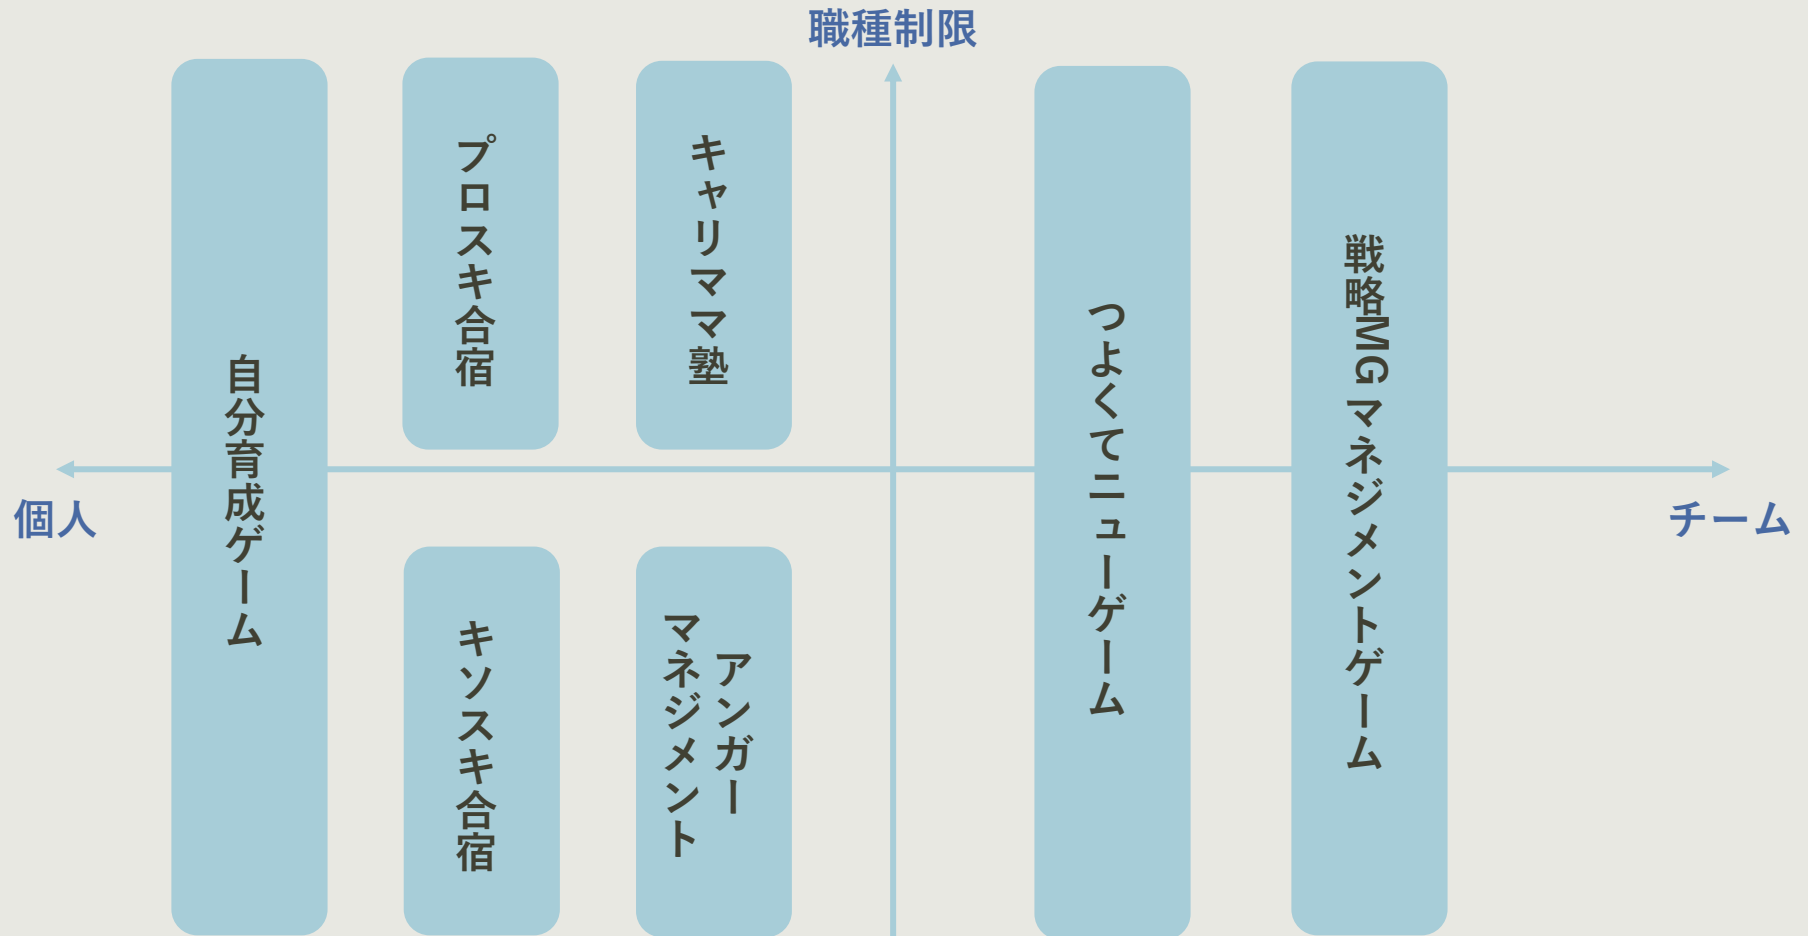 職種制限
個人
チーム
自分育成ゲーム
プロスキ合宿
キャリママ塾
キソスキ合宿
アンガー
マネジメント
つよくてニューゲーム
戦略MGマネジメントゲーム